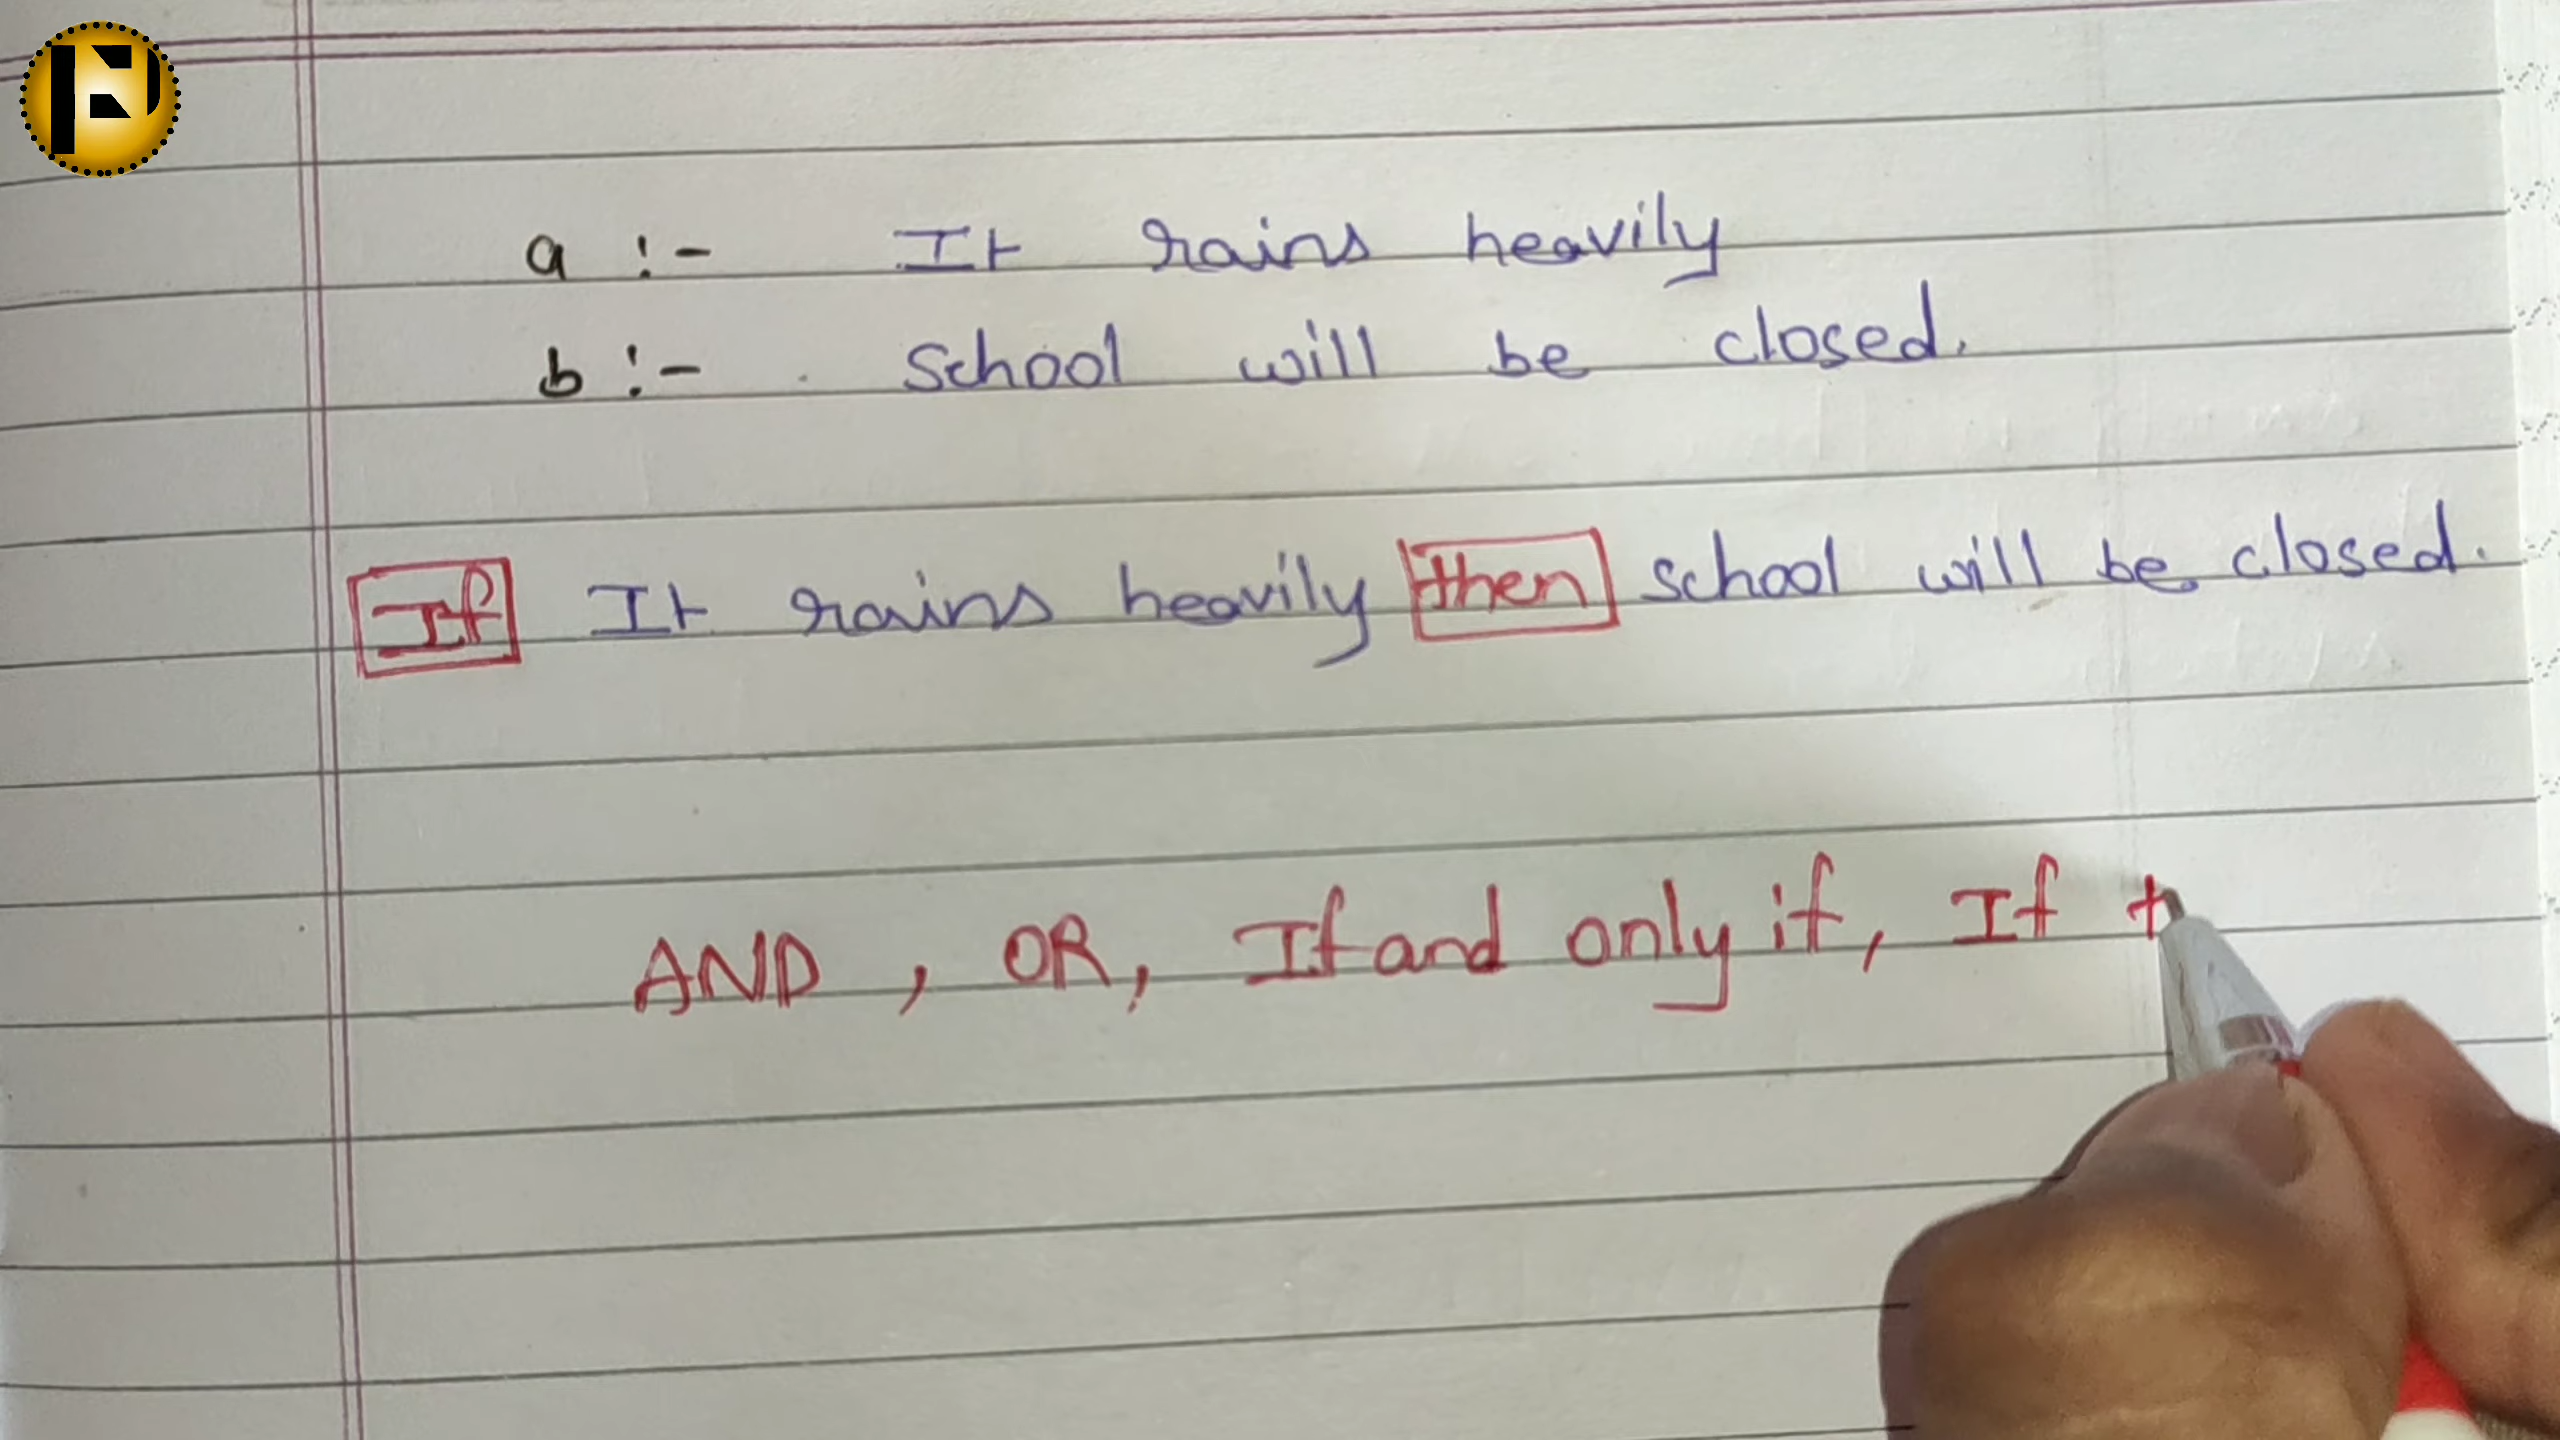 a :- It rains heavily
b :- School will be closed.
If It rains heavily then school will be closed.
AND , OR, If and only if, If t